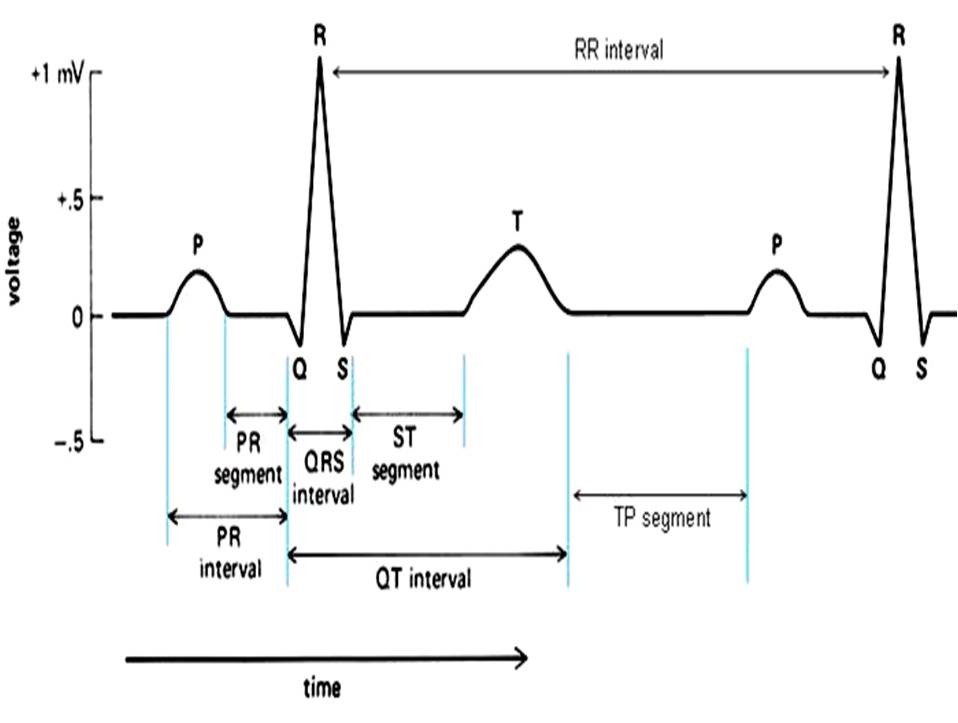 R
R
RR interval
+1 mV
+.5
T
P
P
voltage
0
Q
S
Q
S
-.5
PR
segment
QRS
interval
ST
segment
TP segment
PR
interval
QT interval
time